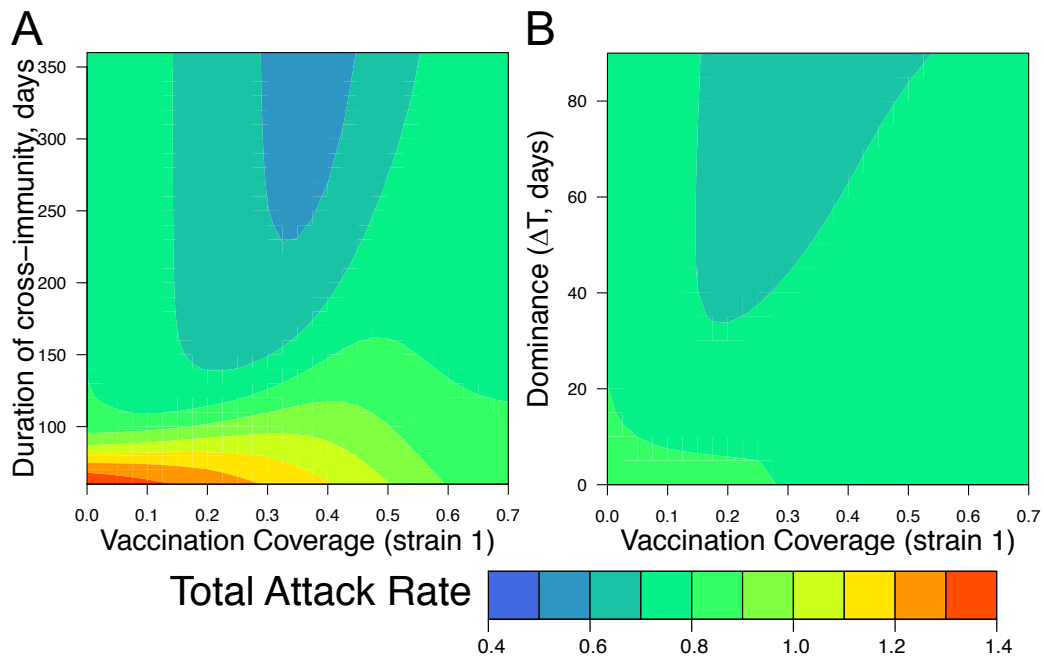 A
B
Duration of cross−immunity, days
350
300
250
200
150
100
0.0 0.1 0.2 0.3 0.4 0.5 0.6 0.7
Vaccination Coverage (strain 1)
Dominance (ΔT, days)
80
60
40
20
0
0.0 0.1 0.2 0.3 0.4 0.5 0.6 0.7
Vaccination Coverage (strain 1)
Total Attack Rate
0.4 0.6 0.8 1.0 1.2 1.4